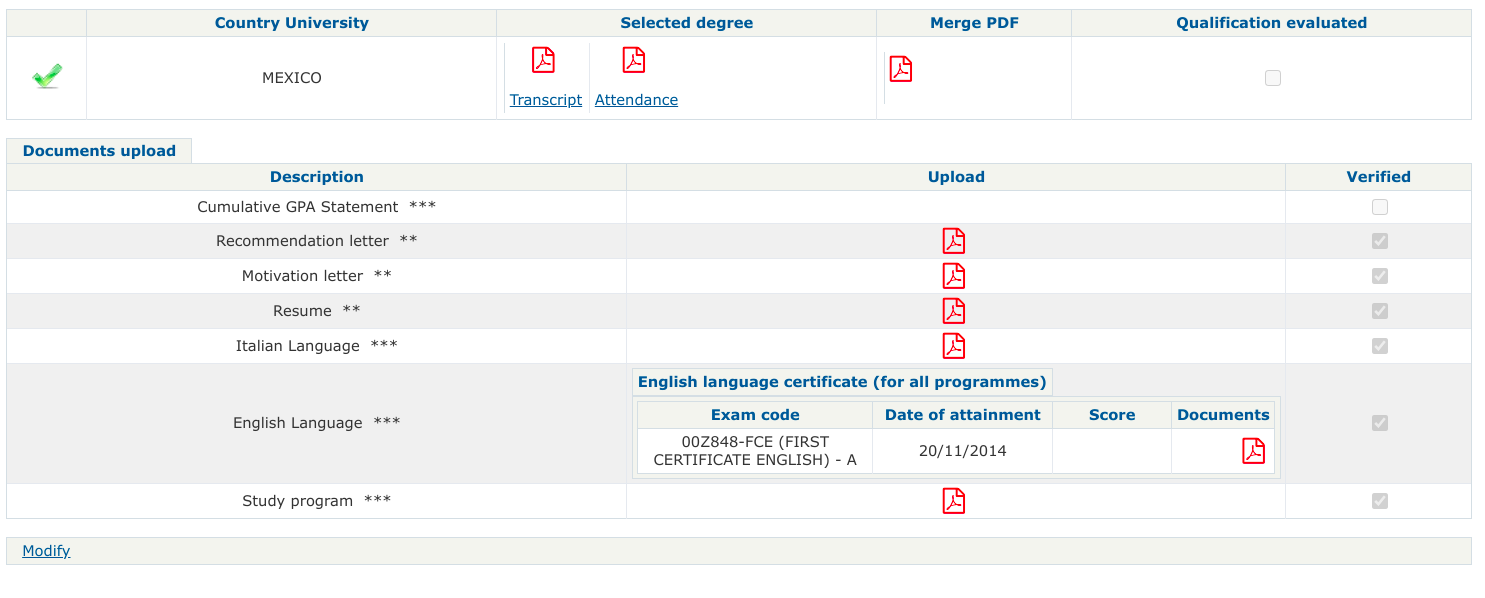 Country University Selected degree Merge PDF Qualification evaluated
MEXICO
Transcript Attendance
Documents upload
Description Upload Verified
Cumulative GPA Statement ***
Recommendation letter **
Motivation letter **
Resume **
Italian Language ***
English Language ***
English language certificate (for all programmes)
Exam code Date of attainment Score Documents
00Z848-FCE (FIRST
CERTIFICATE ENGLISH) - A
20/11/2014
Study program ***
Modify